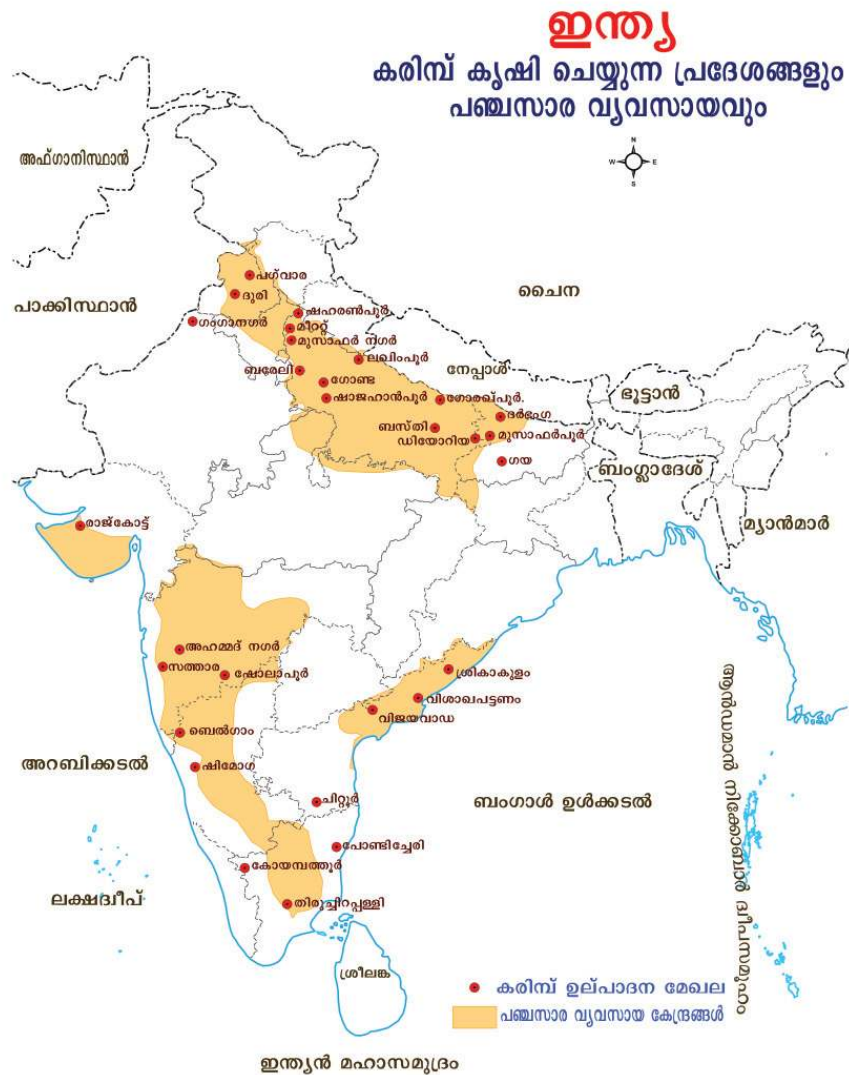 ഇന്ത്യ
കരിമ്പ് കൃഷി ചെയ്യുന്ന പ്രദേശങ്ങളും
പഞ്ചസാര വ്യവസായവും
N
W E
S
അഫ്ഗാനിസ്ഥാൻ
പാക്കിസ്ഥാൻ
ചൈന
പഗ്വാര
ദുരി
ഗംഗാനഗർ
ഷഹരൺപൂർ
മീററ്റ്
മുസാഫർ നഗർ
ലഖിംപൂർ
ബരേലി
നേപ്പാൾ
ഗോണ്ട
ഷാജഹാൻപൂർ
ഗോരഖ്പൂർ
ഭൂട്ടാൻ
ദർഭംഗ
ബസ്തി
ഡിയോറിയ
മുസാഫർപൂർ
ഗയ
ബംഗ്ലാദേശ്
മ്യാൻമാർ
രാജ്കോട്ട്
അഹമ്മദ് നഗർ
സത്താര
ഷോലാപൂർ
ശ്രികാകുളം
വിശാഖപട്ടണം
വിജയവാഡ
ബെൽഗാം
അറബിക്കടൽ
ഷിമോഗ
ചിറ്റൂർ
ബംഗാൾ ഉൾക്കടൽ
ആൻഡമാൻ നിക്കോബാൻ ദ്വീപസമൂഹം
പോണ്ടിച്ചേരി
കോയമ്പത്തൂർ
ലക്ഷദ്വീപ്
തിരുച്ചിറപ്പള്ളി
ശ്രീലങ്ക
കരിമ്പ് ഉല്പാദന മേഖല
പഞ്ചസാര വ്യവസായ കേന്ദ്രങ്ങൾ
ഇന്ത്യൻ മഹാസമുദ്രം